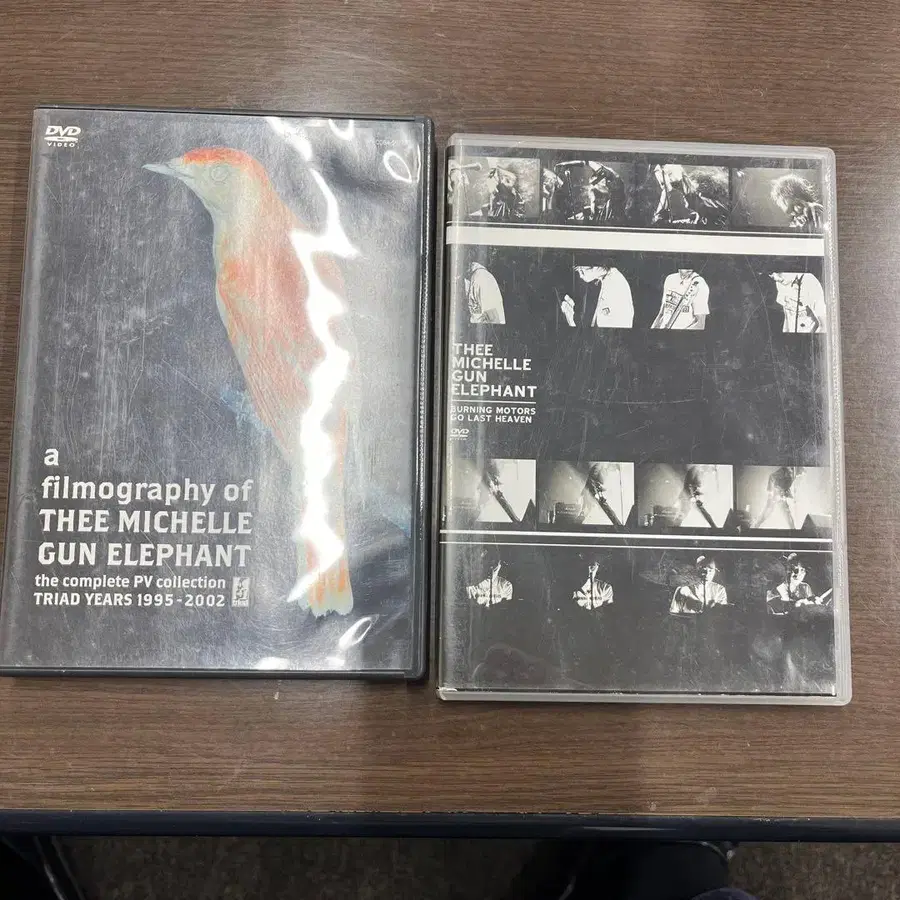 DVD
VIDEO
a
filmography of
THEE MICHELLE
GUN ELEPHANT
the complete PV collection
TRIAD YEARS 1995-2002
THEE
MICHELLE
GUN
ELEPHANT
BURNING MOTORS
GO LAST HEAVEN
DVD